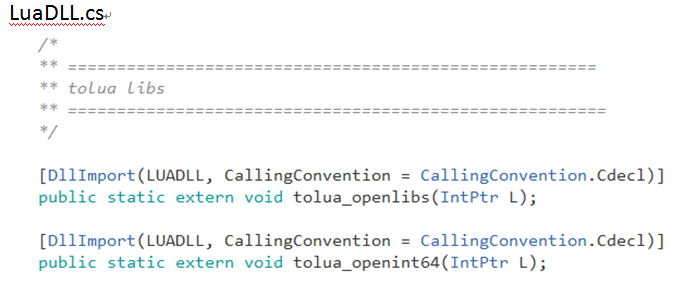 LuaDLL.cs
/*
** ======================================================
** tolua libs
** =======================================================
*/
[DllImport(LUADLL, CallingConvention = CallingConvention.Cdecl)]
public static extern void tolua_openlibs(IntPtr L);
[DllImport(LUADLL, CallingConvention = CallingConvention.Cdecl)]
public static extern void tolua_openint64(IntPtr L);